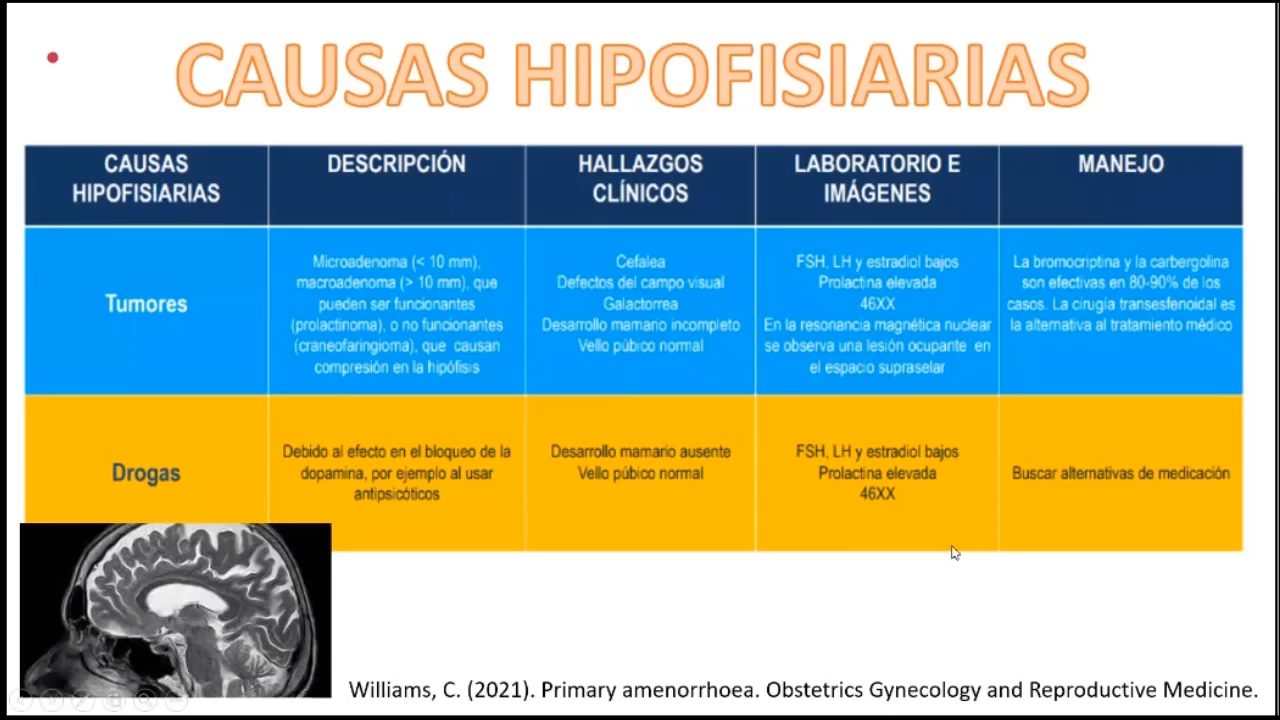 CAUSAS HIPOFISIARIAS
CAUSAS
HIPOFISIARIAS
DESCRIPCIÓN
HALLAZGOS
CLÍNICOS
LABORATORIO E
IMÁGENES
MANEJO
Tumores
Microadenoma (< 10 mm),
macroadenoma (> 10 mm), que
pueden ser funcionantes
(prolactinoma), o no funcionantes
(craneofaringioma), que causan
compresión en la hipófisis
Cefalea
Defectos del campo visual
Galactorrea
Desarrollo mamario incompleto
Vello púbico normal
FSH, LH y estradiol bajos
Prolactina elevada
46XX
En la resonancia magnética nuclear
se observa una lesión ocupante en
el espacio supraselar
La bromocriptina y la carbergolina
son efectivas en 80-90% de los
casos. La cirugía transesfenoidal es
la alternativa al tratamiento médico
Drogas
Debido al efecto en el bloqueo de la
dopamina, por ejemplo al usar
antipsicóticos
Desarrollo mamario ausente
Vello púbico normal
FSH, LH y estradiol bajos
Prolactina elevada
46XX
Buscar alternativas de medicación
Williams, C. (2021). Primary amenorrhoea. Obstetrics Gynecology and Reproductive Medicine.